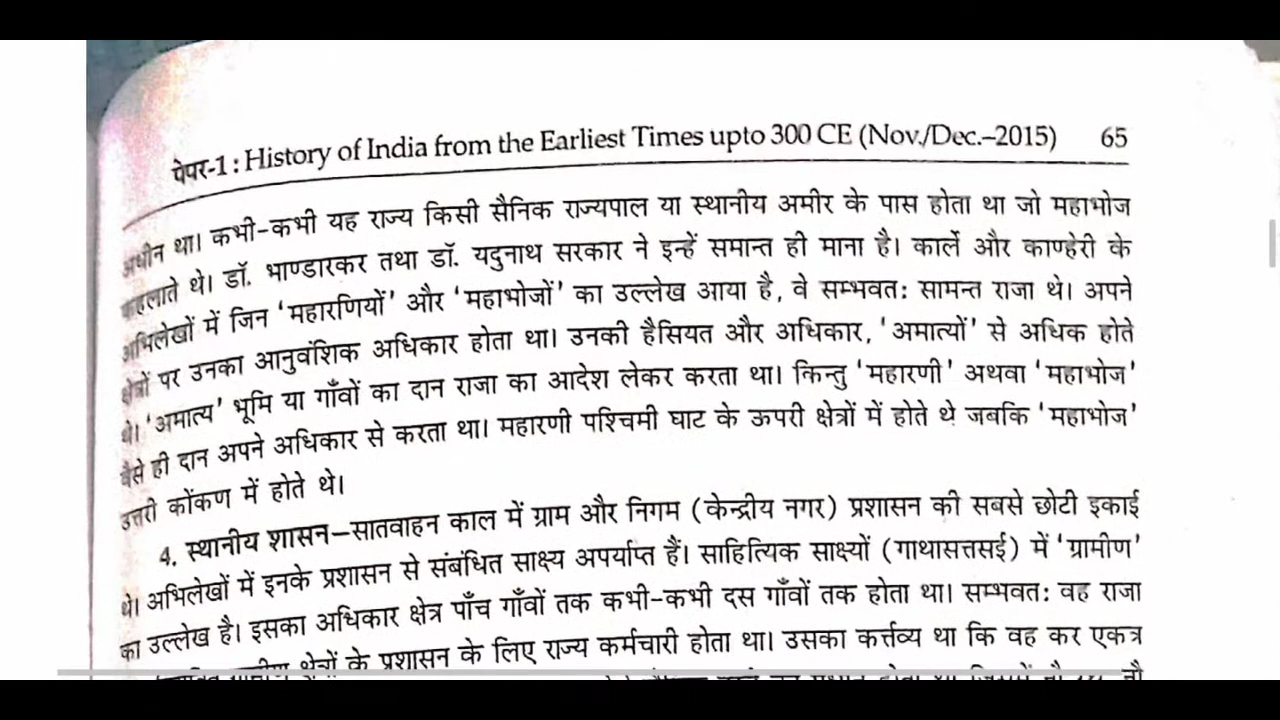 पेपर-1 : History of India from the Earliest Times upto 300 CE (Nov./Dec.–2015) 65
अधीन था। कभी-कभी यह राज्य किसी सैनिक राज्यपाल या स्थानीय अमीर के पास होता था जो महाभोज
कहलाते थे। डॉ. भाण्डारकर तथा डॉ. यदुनाथ सरकार ने इन्हें समान्त ही माना है। कार्ले और काण्हेरी के
अभिलेखों में जिन 'महारणियों' और 'महाभोजों' का उल्लेख आया है, वे सम्भवतः सामन्त राजा थे। अपने
क्षेत्रों पर उनका आनुवंशिक अधिकार होता था। उनकी हैसियत और अधिकार, 'अमात्यों' से अधिक होते
थे। 'अमात्य' भूमि या गाँवों का दान राजा का आदेश लेकर करता था। किन्तु 'महारणी' अथवा 'महाभोज'
वैसे ही दान अपने अधिकार से करता था। महारणी पश्चिमी घाट के ऊपरी क्षेत्रों में होते थे जबकि 'महाभोज'
उत्तरी कोंकण में होते थे।
4. स्थानीय शासन–सातवाहन काल में ग्राम और निगम (केन्द्रीय नगर) प्रशासन की सबसे छोटी इकाई
थे। अभिलेखों में इनके प्रशासन से संबंधित साक्ष्य अपर्याप्त हैं। साहित्यिक साक्ष्यों (गाथासत्तसई) में 'ग्रामीण'
का उल्लेख है। इसका अधिकार क्षेत्र पाँच गाँवों तक कभी-कभी दस गाँवों तक होता था। सम्भवतः वह राजा
ग्रामीण क्षेत्रों के प्रशासन के लिए राज्य कर्मचारी होता था। उसका कर्त्तव्य था कि वह कर एकत्र